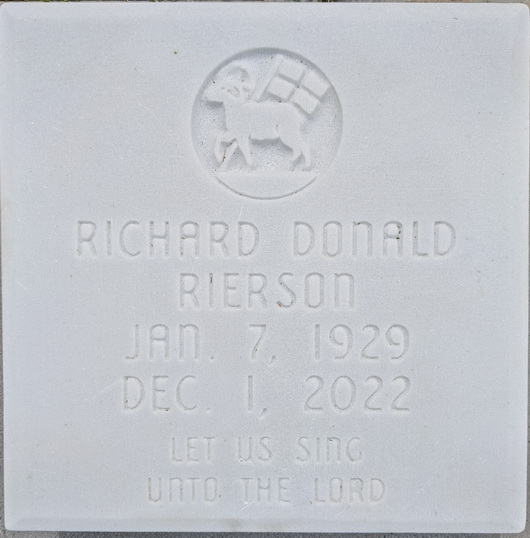 RICHARD DONALD
RIERSON
JAN. 7, 1929
DEC. 1, 2022
LET US SING
UNTO THE LORD